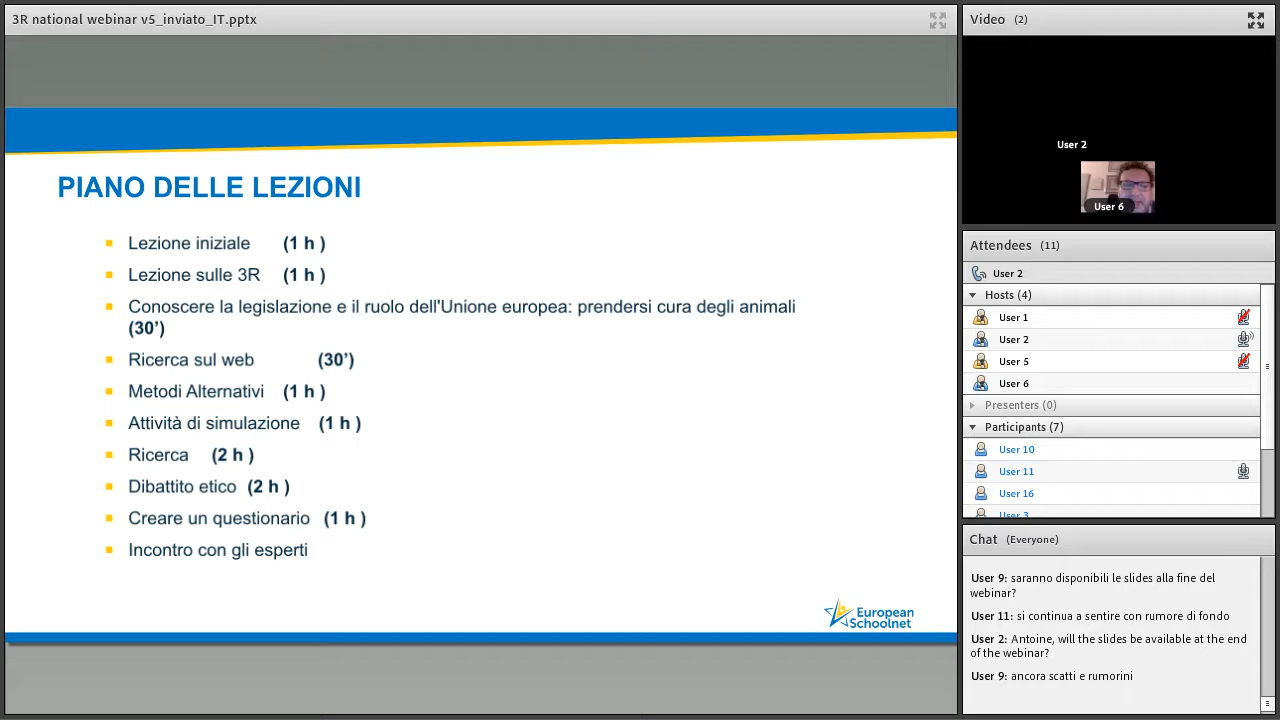 3R national webinar v5_inviato_IT.pptx
PIANO DELLE LEZIONI
Lezione iniziale (1 h )
Lezione sulle 3R (1 h )
Conoscere la legislazione e il ruolo dell'Unione europea: prendersi cura degli animali
(30’)
Ricerca sul web (30’)
Metodi Alternativi (1 h )
Attività di simulazione (1 h )
Ricerca (2 h )
Dibattito etico (2 h )
Creare un questionario (1 h )
Incontro con gli esperti
European
Schoolnet
Video (2)
User 2
User 6
Attendees (11)
User 2
Hosts (4)
User 1
User 2
User 5
User 6
Presenters (0)
Participants (7)
User 10
User 11
User 16
User 3
Chat (Everyone)
User 9: saranno disponibili le slides alla fine del
webinar?
User 11: si continua a sentire con rumore di fondo
User 2: Antoine, will the slides be available at the end
of the webinar?
User 9: ancora scatti e rumorini